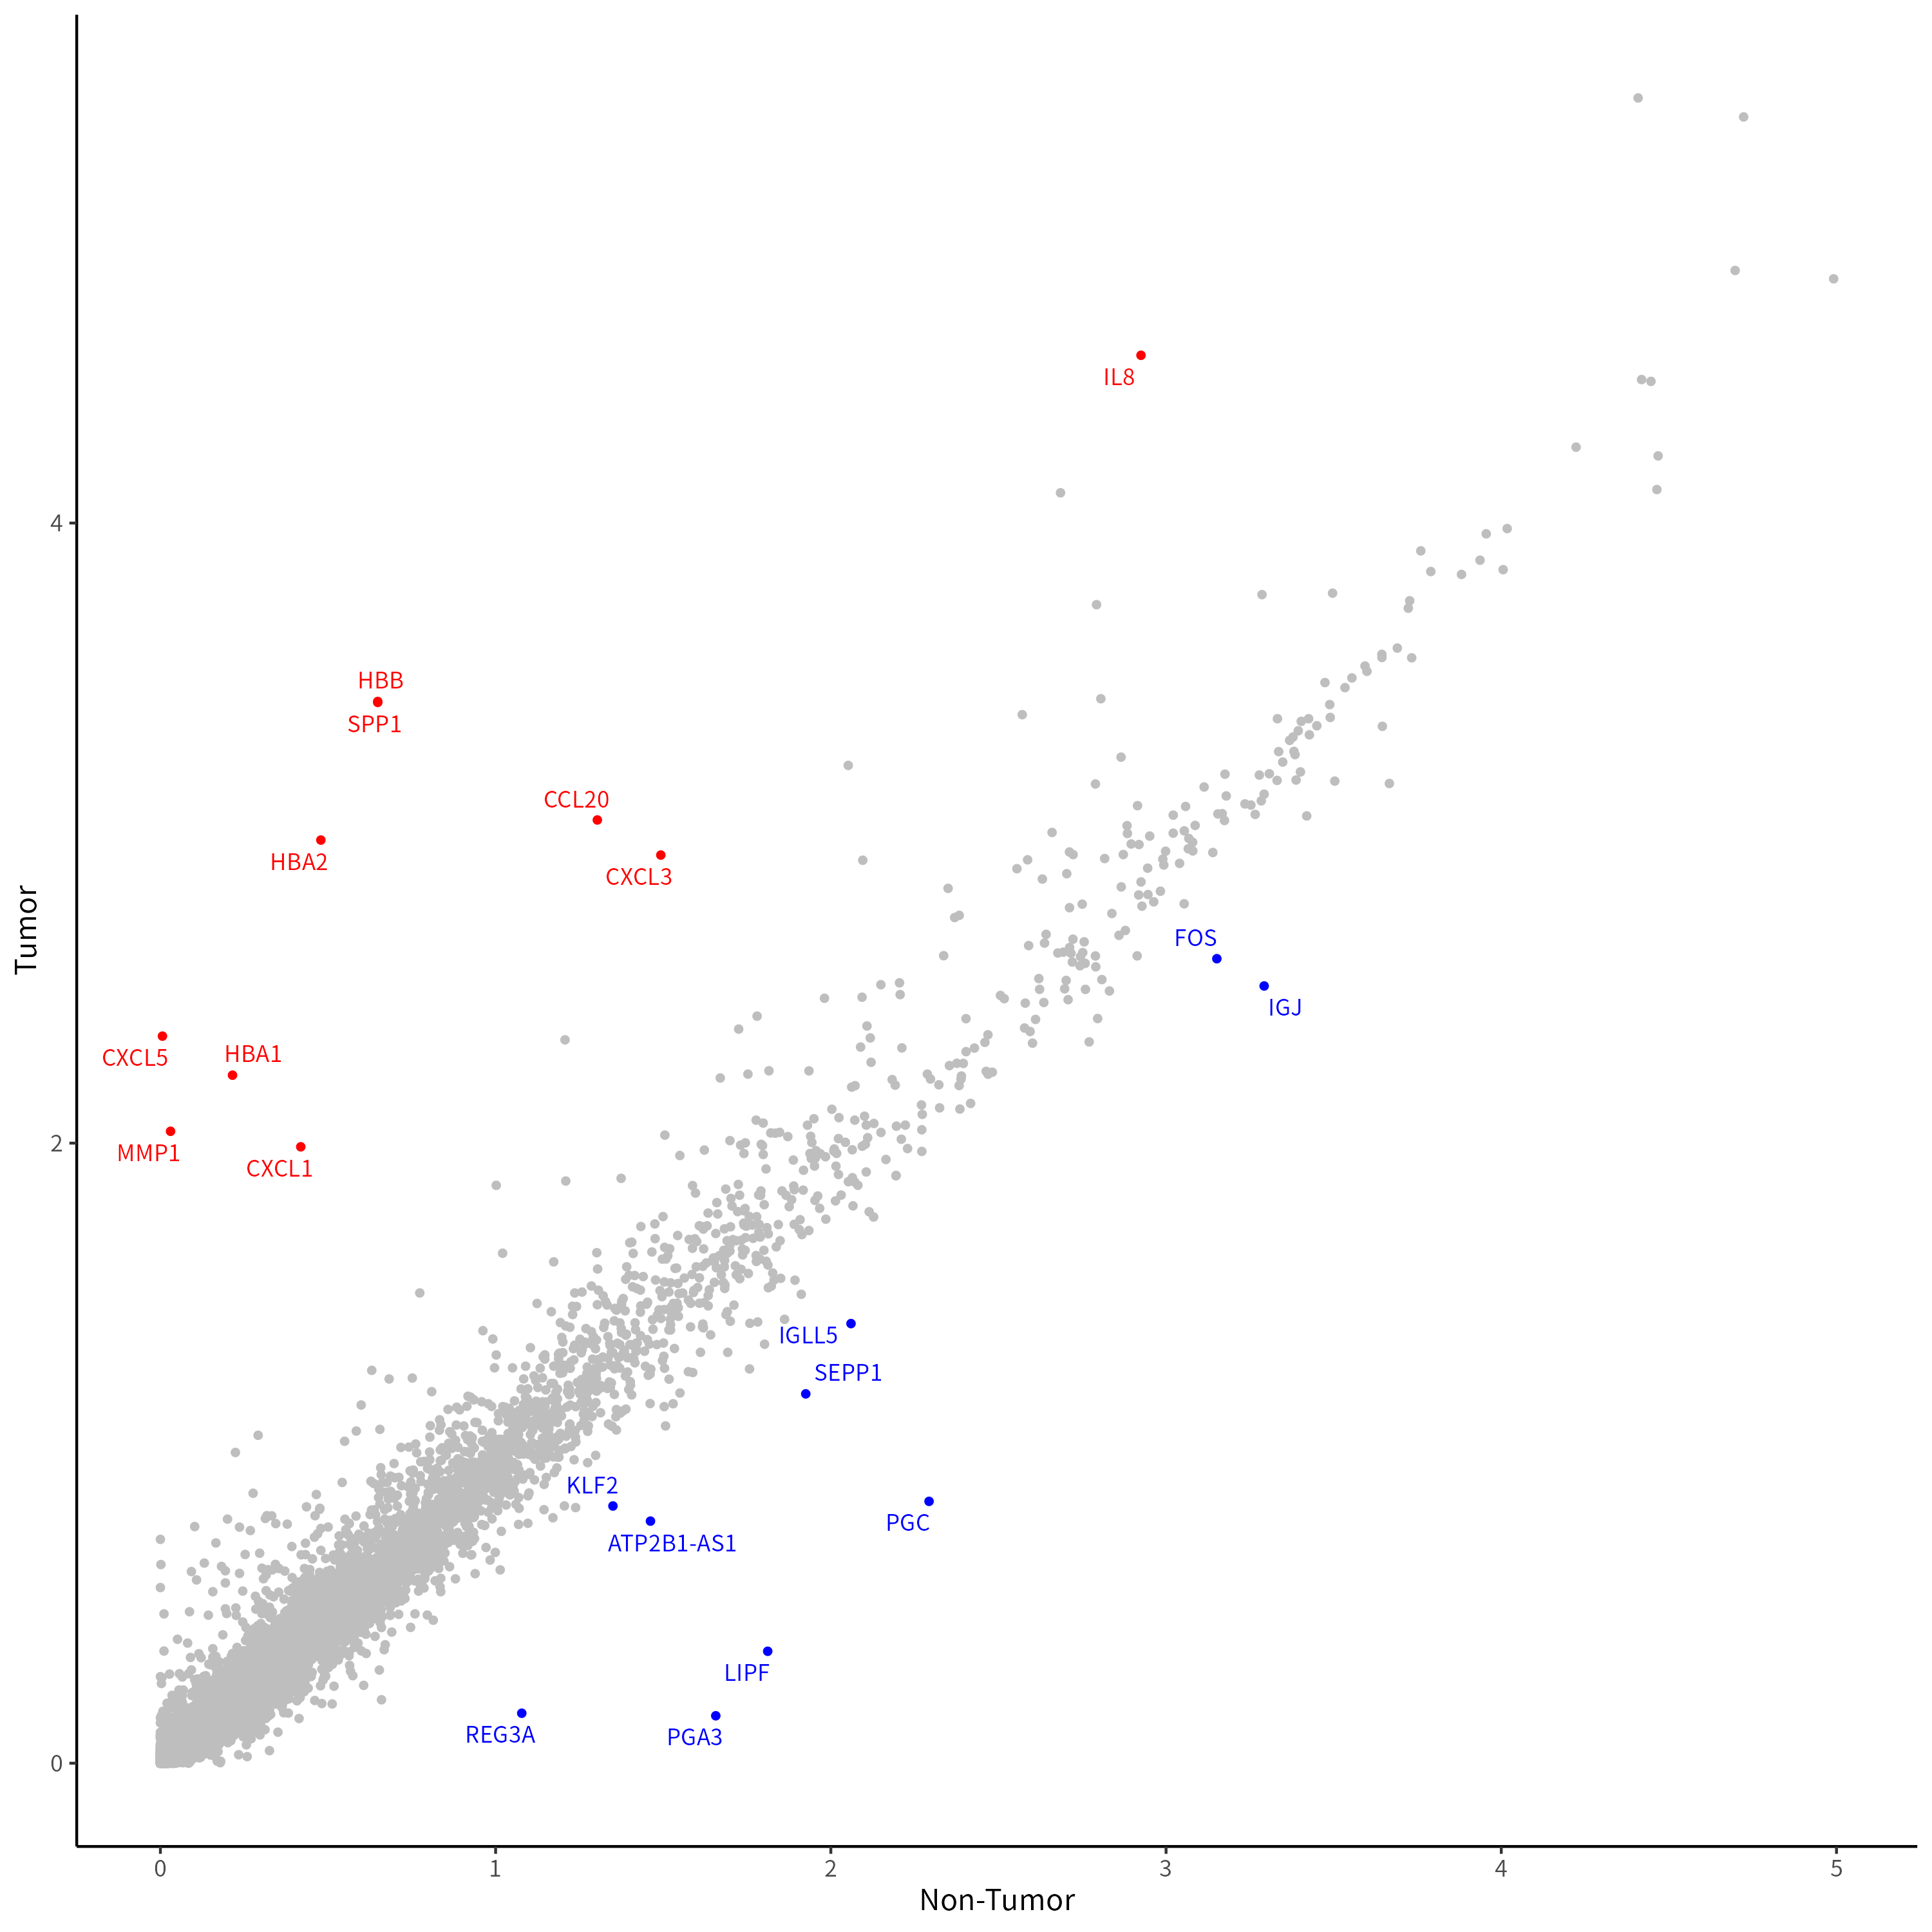 IL8
4
HBB
SPP1
CCL20
HBA2
CXCL3
Tumor
FOS
IGJ
CXCL5
HBA1
2
MMP1
CXCL1
IGLL5
SEPP1
KLF2
PGC
ATP2B1-AS1
LIPF
REG3A
PGA3
0
0 1 2 3 4 5
Non-Tumor